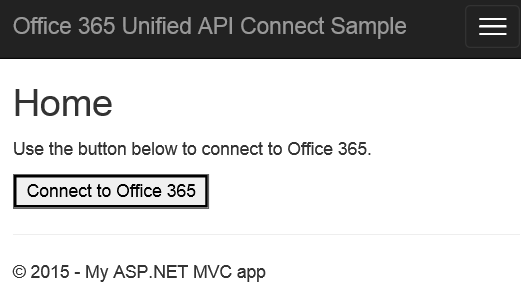 Office 365 Unified API Connect Sample
Home
Use the button below to connect to Office 365.
Connect to Office 365
© 2015 - My ASP.NET MVC app